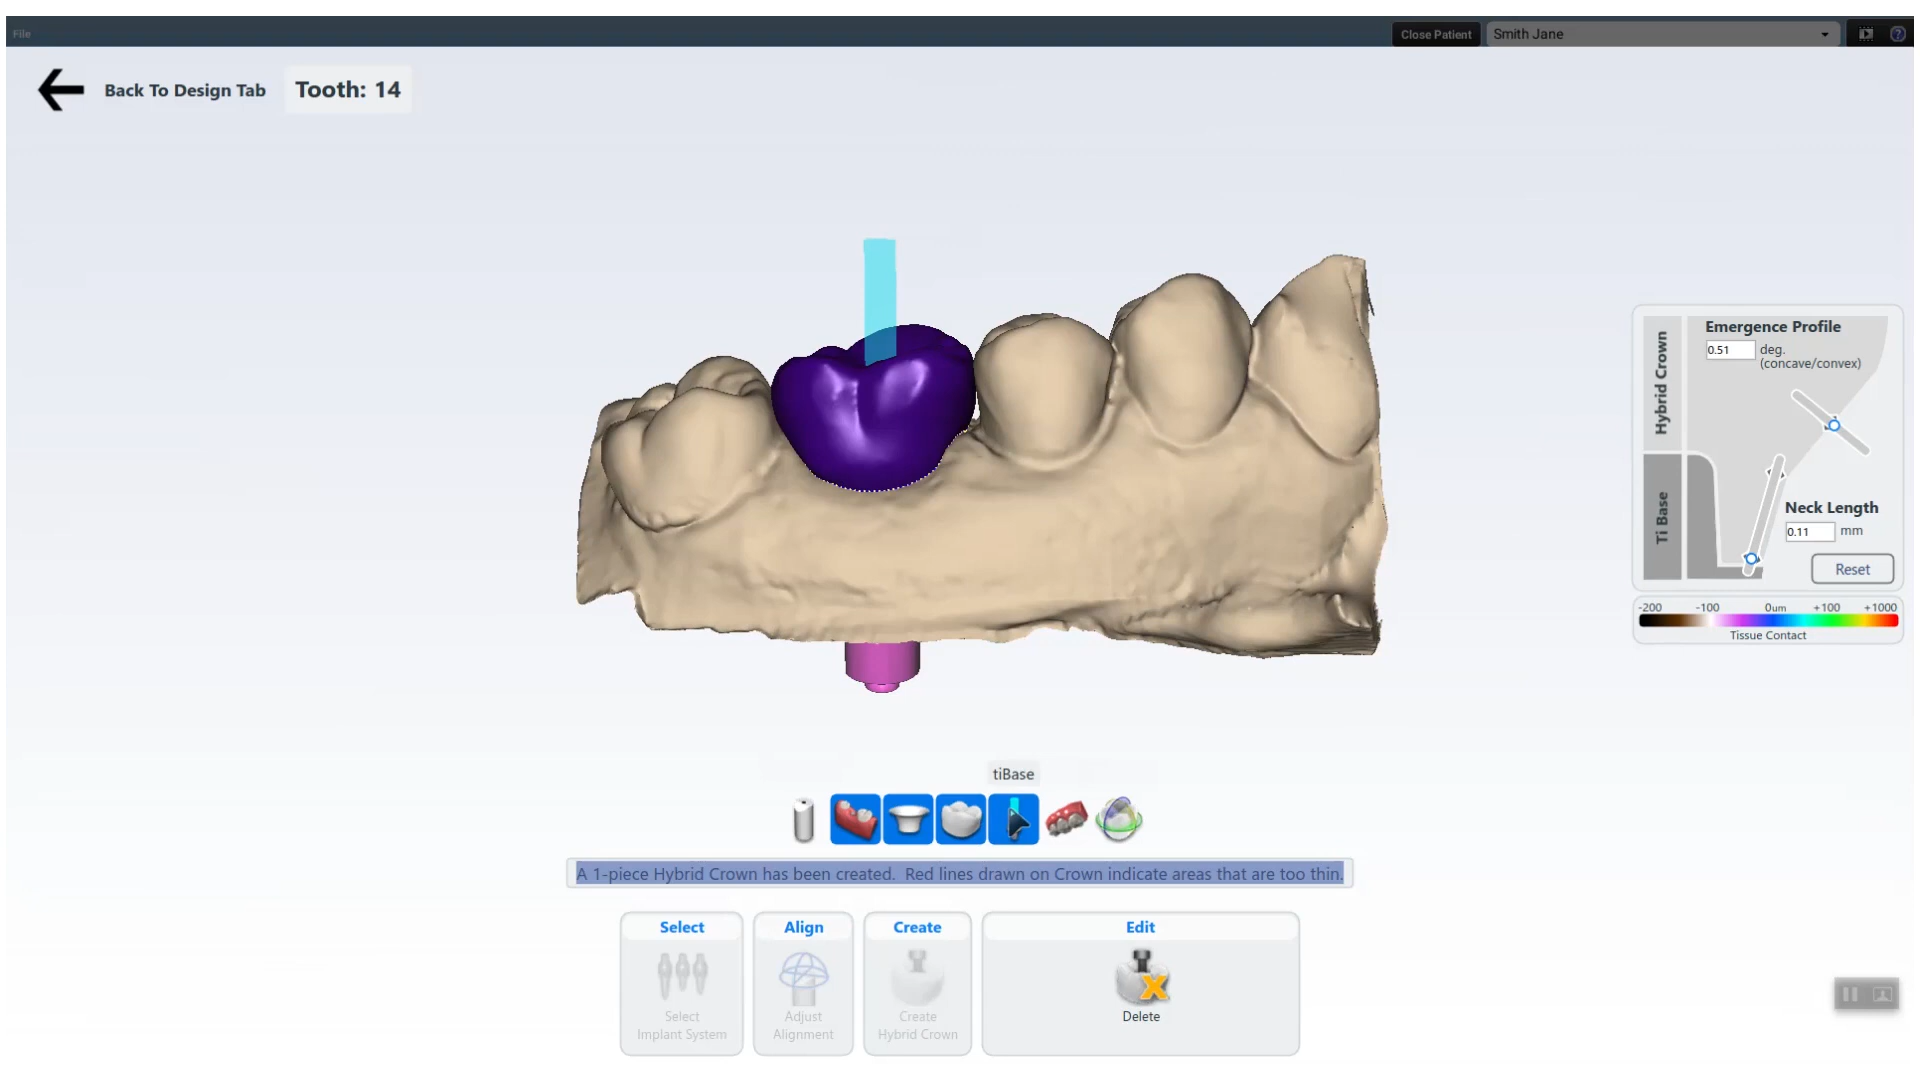 File
Close Patient
Smith Jane
Back To Design Tab
Tooth: 14
Hybrid Crown
Emergence Profile
0.51
deg.
(concave/convex)
Ti Base
Neck Length
0.11
mm
Reset
-200 -100 0um +100 +1000
Tissue Contact
tiBase
A 1-piece Hybrid Crown has been created. Red lines drawn on Crown indicate areas that are too thin.
Select
Select
Implant System
Align
Adjust
Alignment
Create
Create
Hybrid Crown
Edit
Delete